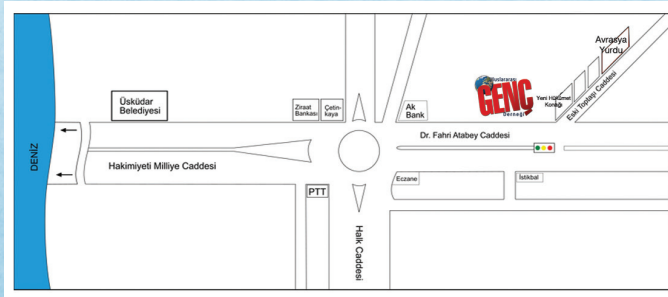 Avrasya
Yurdu
Uluslararası
GENÇ
Derneği
Yeni Hükümet
Konağı
Eski Toptaşı Caddesi
Üsküdar
Belediyesi
Ziraat
Bankası
Çetin-
kaya
Ak
Bank
Dr. Fahri Atabey Caddesi
DENİZ
Hakimiyeti Milliye Caddesi
Eczane
İstikbal
PTT
Halk Caddesi